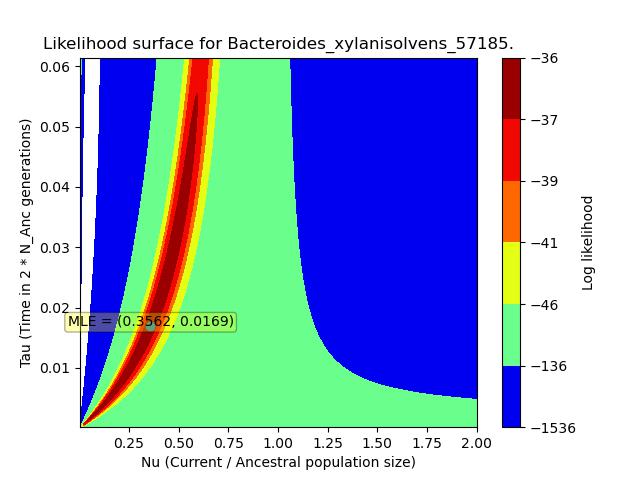 Likelihood surface for Bacteroides_xylanisolvens_57185.
Tau (Time in 2 * N_Anc generations)
0.06
0.05
0.04
0.03
0.02
0.01
MLE = (0.3562, 0.0169)
0.25 0.50 0.75 1.00 1.25 1.50 1.75 2.00
Nu (Current / Ancestral population size)
−36
−37
−39
−41
−46
−136
−1536
Log likelihood